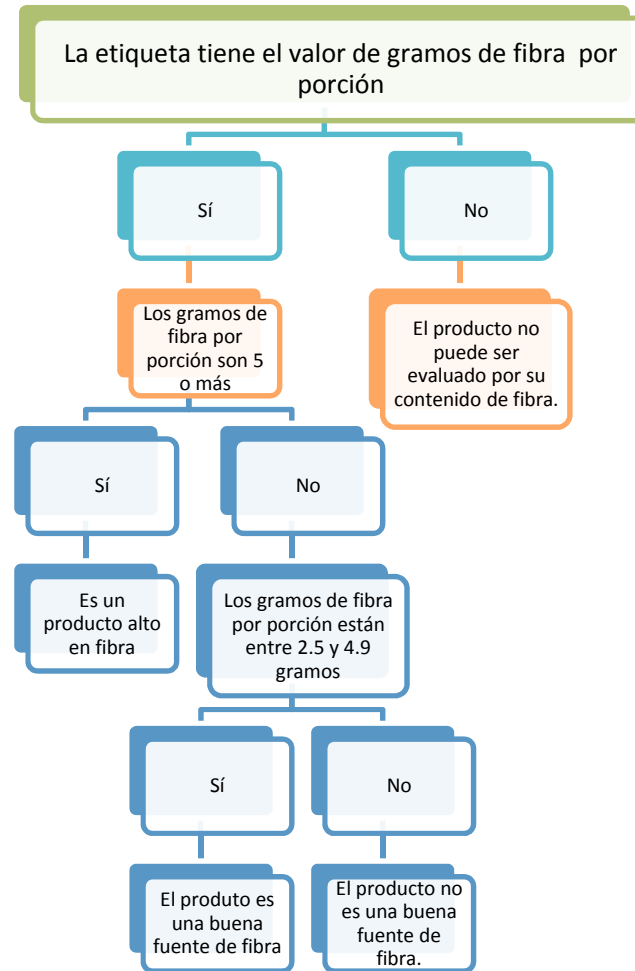 La etiqueta tiene el valor de gramos de fibra por
porción
Sí
No
Los gramos de
fibra por
porción son 5
o más
El producto no
puede ser
evaluado por su
contenido de fibra.
Sí
No
Es un
producto alto
en fibra
Los gramos de fibra
por porción están
entre 2.5 y 4.9
gramos
Sí
No
El produto es
una buena
fuente de fibra
El producto no
es una buena
fuente de
fibra.